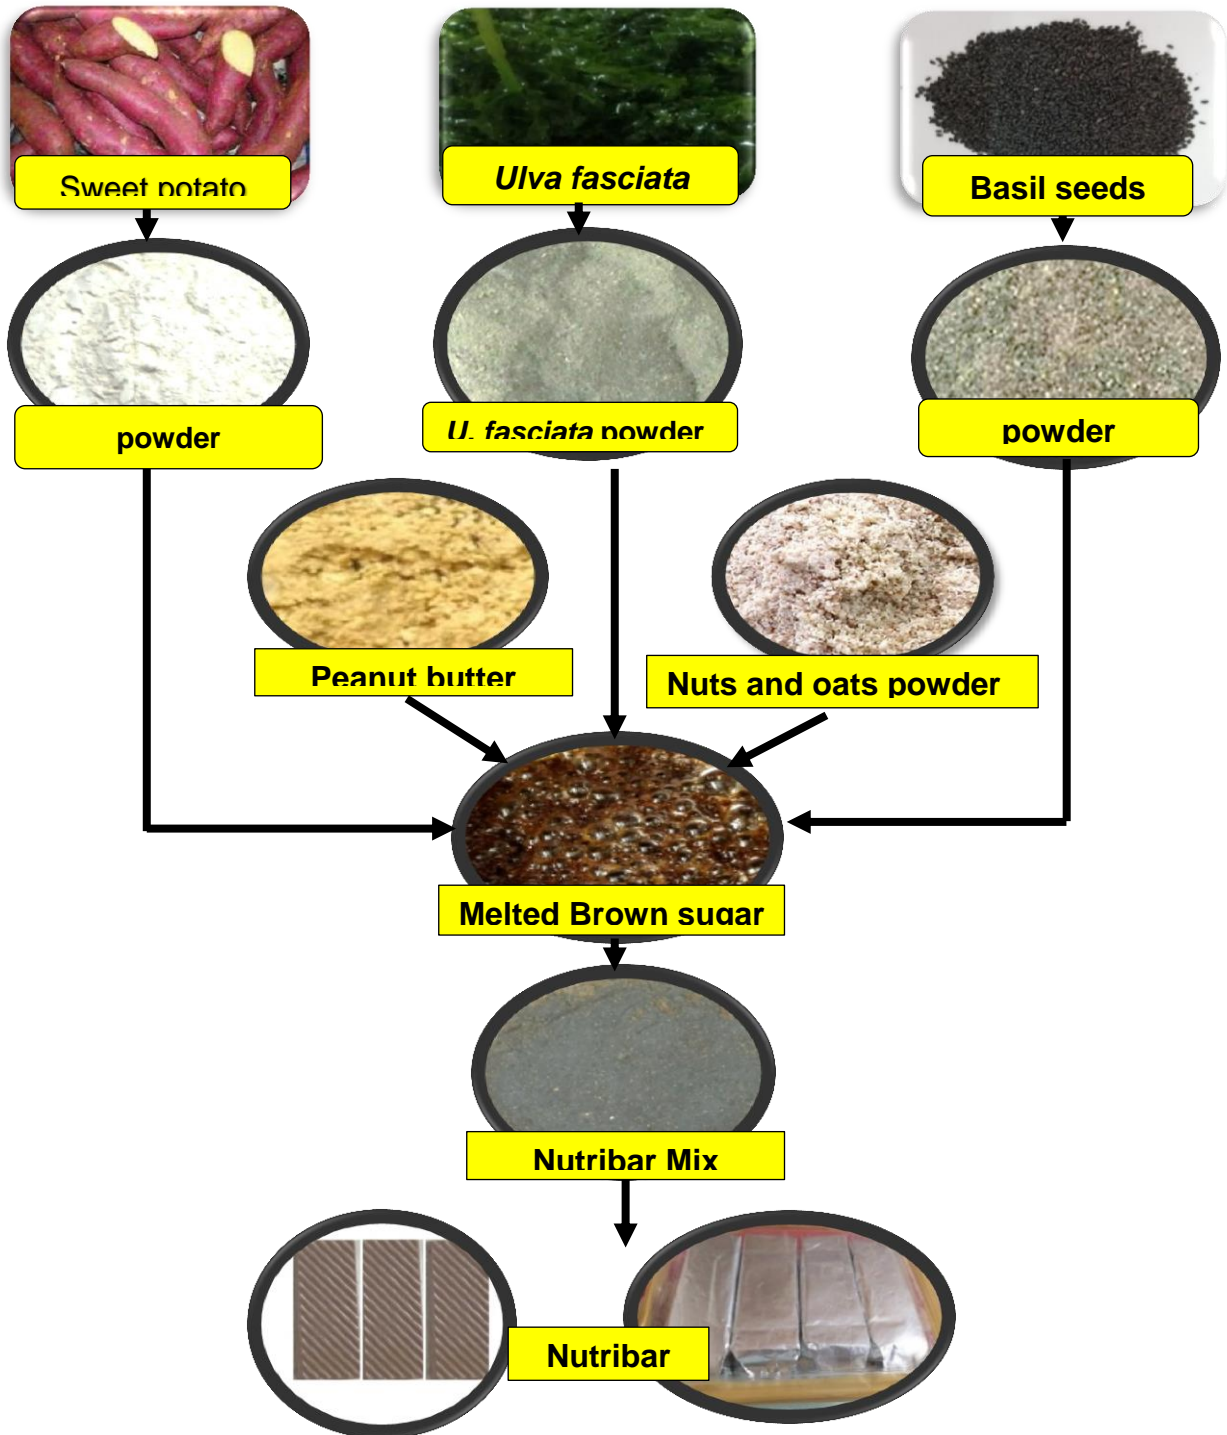 Sweet potato
Ulva fasciata
Basil seeds
powder
U. fasciata powder
powder
Peanut butter
Nuts and oats powder
Melted Brown sugar
Nutribar Mix
Nutribar